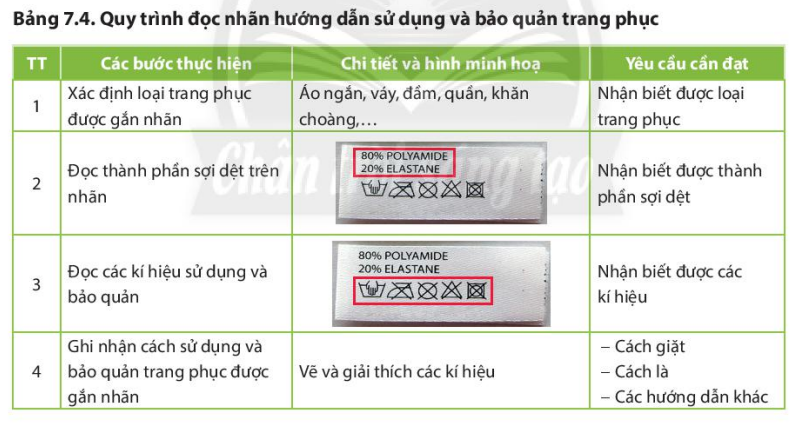 Bảng 7.4. Quy trình đọc nhãn hướng dẫn sử dụng và bảo quản trang phục
TT Các bước thực hiện Chi tiết và hình minh hoạ Yêu cầu cần đạt
1 Xác định loại trang phục được gắn nhãn Áo ngắn, váy, đầm, quần, khăn choàng,… Nhận biết được loại trang phục
2 Đọc thành phần sợi dệt trên nhãn
80% POLYAMIDE
20% ELASTANE
Nhận biết được thành phần sợi dệt
3 Đọc các kí hiệu sử dụng và bảo quản
80% POLYAMIDE
20% ELASTANE
Nhận biết được các kí hiệu
4 Ghi nhận cách sử dụng và bảo quản trang phục được gắn nhãn Vẽ và giải thích các kí hiệu
– Cách giặt
– Cách là
– Các hướng dẫn khác